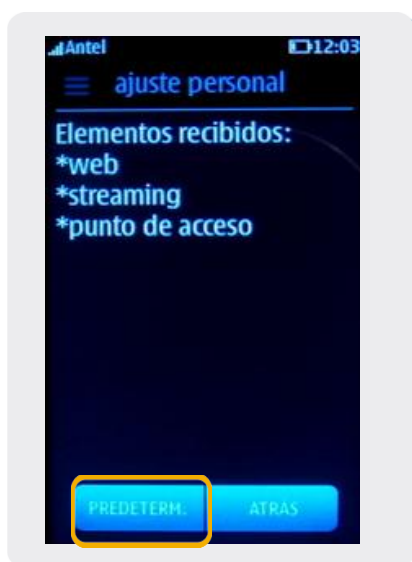 Antel 12:03
ajuste personal
Elementos recibidos:
*web
*streaming
*punto de acceso
PREDETERM. ATRÁS